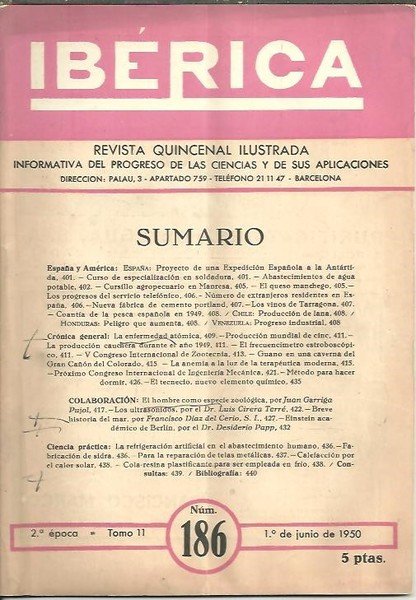 IBÉRICA
REVISTA QUINCENAL ILUSTRADA
INFORMATIVA DEL PROGRESO DE LAS CIENCIAS Y DE SUS APLICACIONES
DIRECCION: PALAU, 3 - APARTADO 759 - TELÉFONO 21 11 47 - BARCELONA
SUMARIO
España y América: ESPAÑA: Proyecto de una Expedición Española a la Antárti-
da, 401. — Curso de especialización en soldadura, 401. — Abastecimientos de agua
potable, 402. — Cursillo agropecuario en Manresa, 405. — El queso manchego, 405.—
Los progresos del servicio telefónico, 406. - Número de extranjeros residentes en Es-
paña, 406.—Nueva fábrica de cemento portland, 407.—Los vinos de Tarragona, 407.
— Cuantía de la pesca española en 1949, 408. / CHILE: Producción de lana, 408. /
HONDURAS: Peligro que aumenta, 408. / VENEZUELA: Progreso industrial, 408
Crónica general: La enfermedad atómica, 409. — Producción mundial de cinc, 411.—
La producción cauchera durante el año 1949, 411. — El frecuencímetro estroboscópi-
co, 411. — V Congreso Internacional de Zootecnia, 413. — Guano en una caverna del
Gran Cañón del Colorado, 415 — La anemia a la luz de la terapéutica moderna, 415.
—Próximo Congreso Internacional de Ingeniería Mecánica, 421.— Método para hacer
dormir, 426. — El tecnecio, nuevo elemento químico, 435
COLABORACIÓN: El hombre como especie zoológica, por Juan Garriga
Pujol, 417.— Los ultrasonidos, por el Dr. Luis Cirera Terré, 422. — Breve
historia del mar, por Francisco Díaz del Cerio, S. I., 427. — Einstein aca-
démico de Berlín, por el Dr. Desiderio Papp, 432
Ciencia práctica: La refrigeración artificial en el abastecimiento humano, 436.— Fa-
bricación de sidra, 436. — Para la reparación de telas metálicas, 437.— Calefacción por
el calor solar, 438. - Cola-resina plastificante para ser empleada en frío, 438. / Con-
sultas: 439. / Bibliografía: 440
Núm.
186
2.ª época = Tomo 11
1.º de junio de 1950
5 ptas.